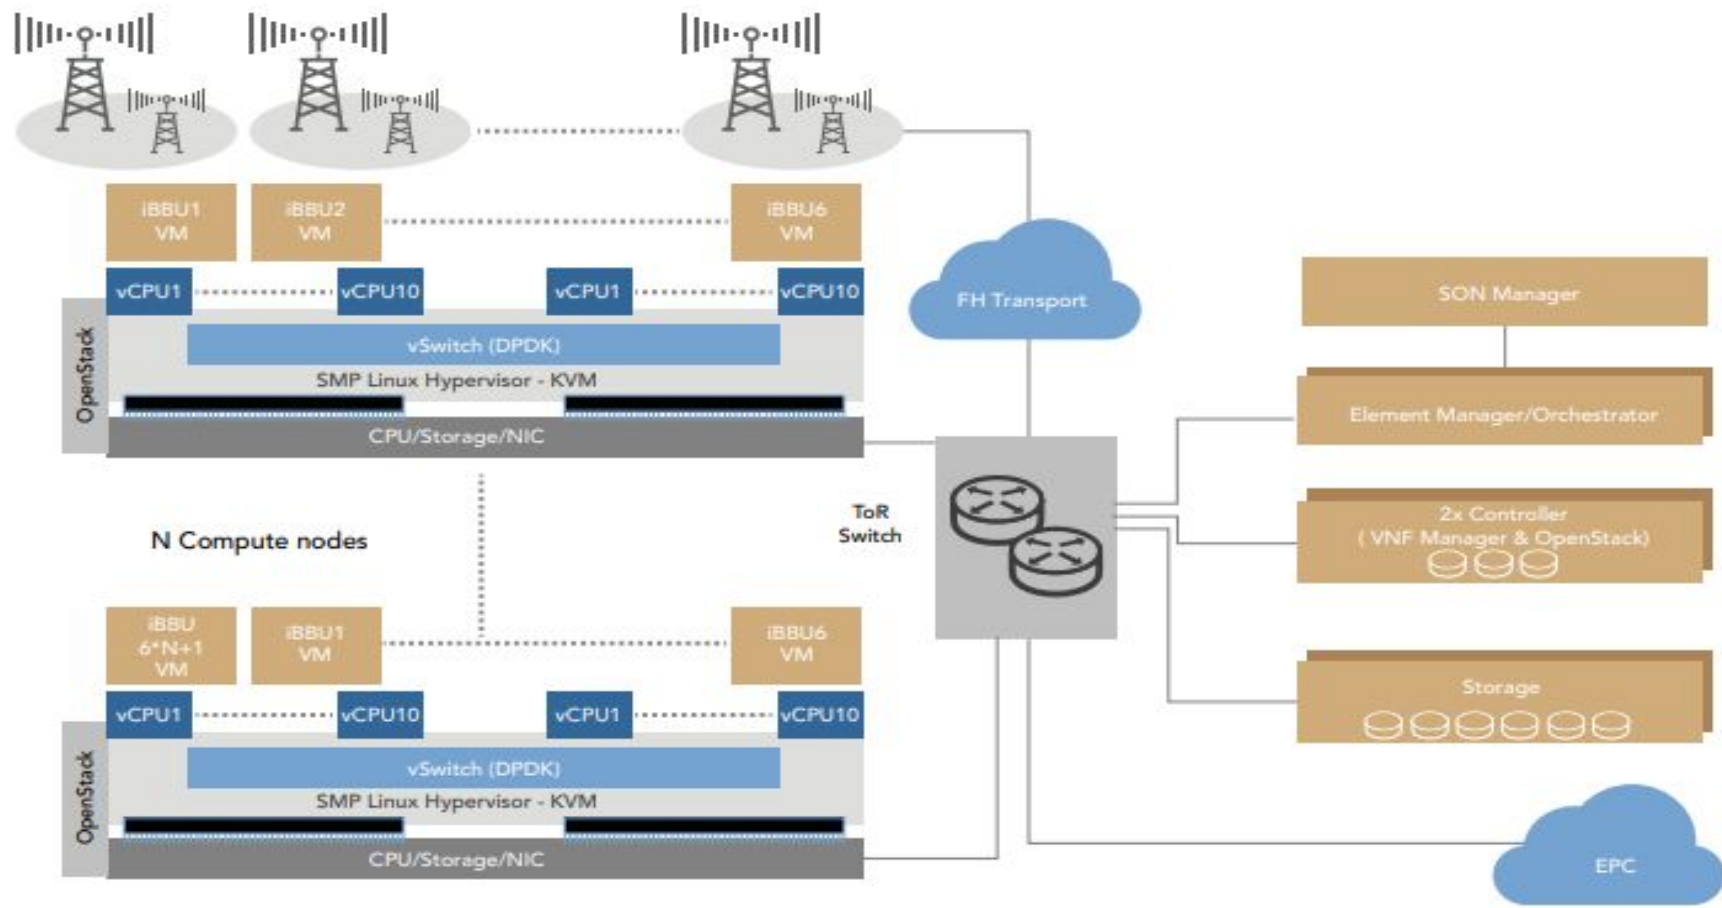 iBBU1
VM
iBBU2
VM
iBBU6
VM
vCPU1
vCPU10
vCPU1
vCPU10
OpenStack
vSwitch (DPDK)
SMP Linux Hypervisor - KVM
CPU/Storage/NIC
N Compute nodes
iBBU
6*N+1
VM
iBBU1
VM
iBBU6
VM
vCPU1
vCPU10
vCPU1
vCPU10
OpenStack
vSwitch (DPDK)
SMP Linux Hypervisor - KVM
CPU/Storage/NIC
FH Transport
ToR
Switch
SON Manager
Element Manager/Orchestrator
2x Controller
( VNF Manager & OpenStack)
Storage
EPC